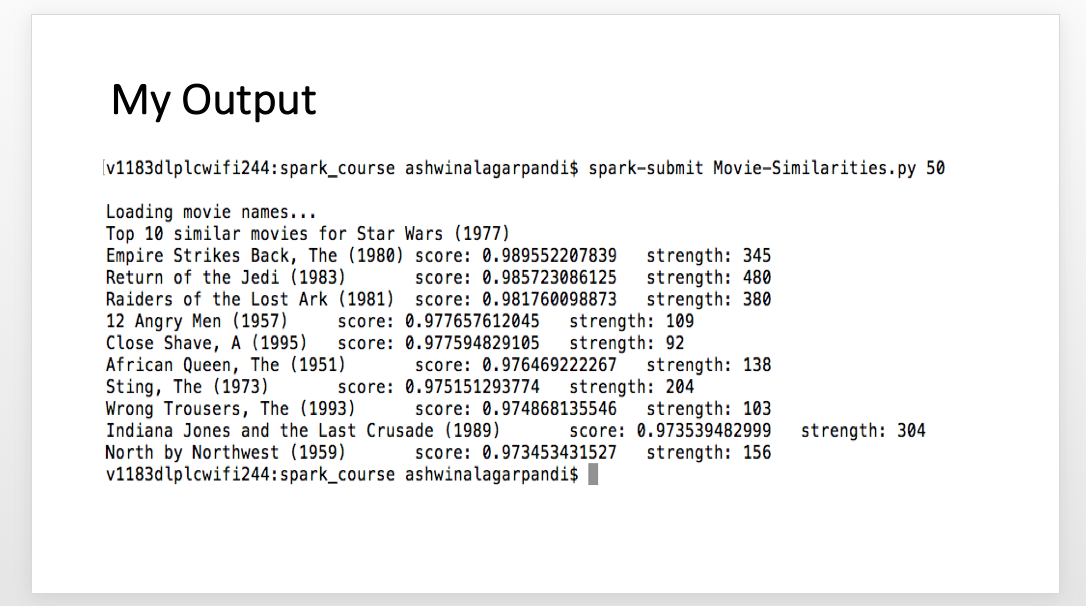 My Output
v1183dlplcwifi244:spark_course ashwinalagarpandi$ spark-submit Movie-Similarities.py 50
Loading movie names...
Top 10 similar movies for Star Wars (1977)
Empire Strikes Back, The (1980) score: 0.989552207839 strength: 345
Return of the Jedi (1983) score: 0.985723086125 strength: 480
Raiders of the Lost Ark (1981) score: 0.981760098873 strength: 380
12 Angry Men (1957) score: 0.977657612045 strength: 109
Close Shave, A (1995) score: 0.977594829105 strength: 92
African Queen, The (1951) score: 0.976469222267 strength: 138
Sting, The (1973) score: 0.975151293774 strength: 204
Wrong Trousers, The (1993) score: 0.974868135546 strength: 103
Indiana Jones and the Last Crusade (1989) score: 0.973539482999 strength: 304
North by Northwest (1959) score: 0.973453431527 strength: 156
v1183dlplcwifi244:spark_course ashwinalagarpandi$